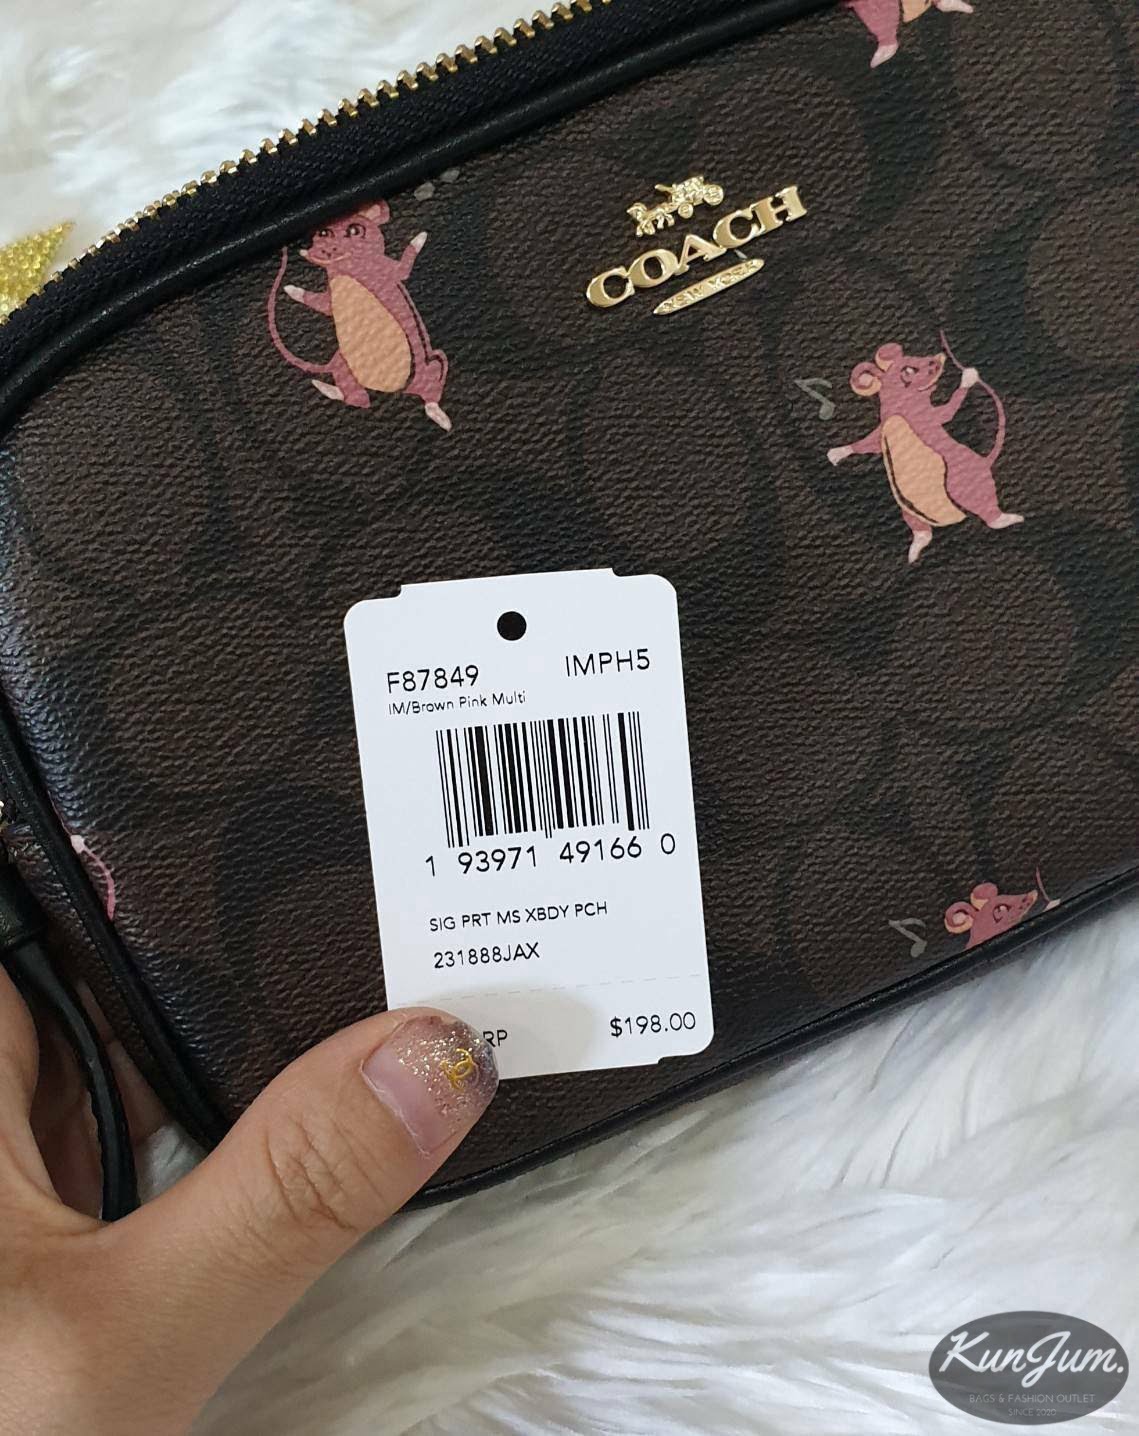 COACH
NEW YORK
F87849 IMPH5
IM/Brown Pink Multi
1 93971 49166 0
SIG PRT MS XBDY PCH
231888JAX
RP $198.00
KunJum.
BAGS & FASHION OUTLET
SINCE 2020